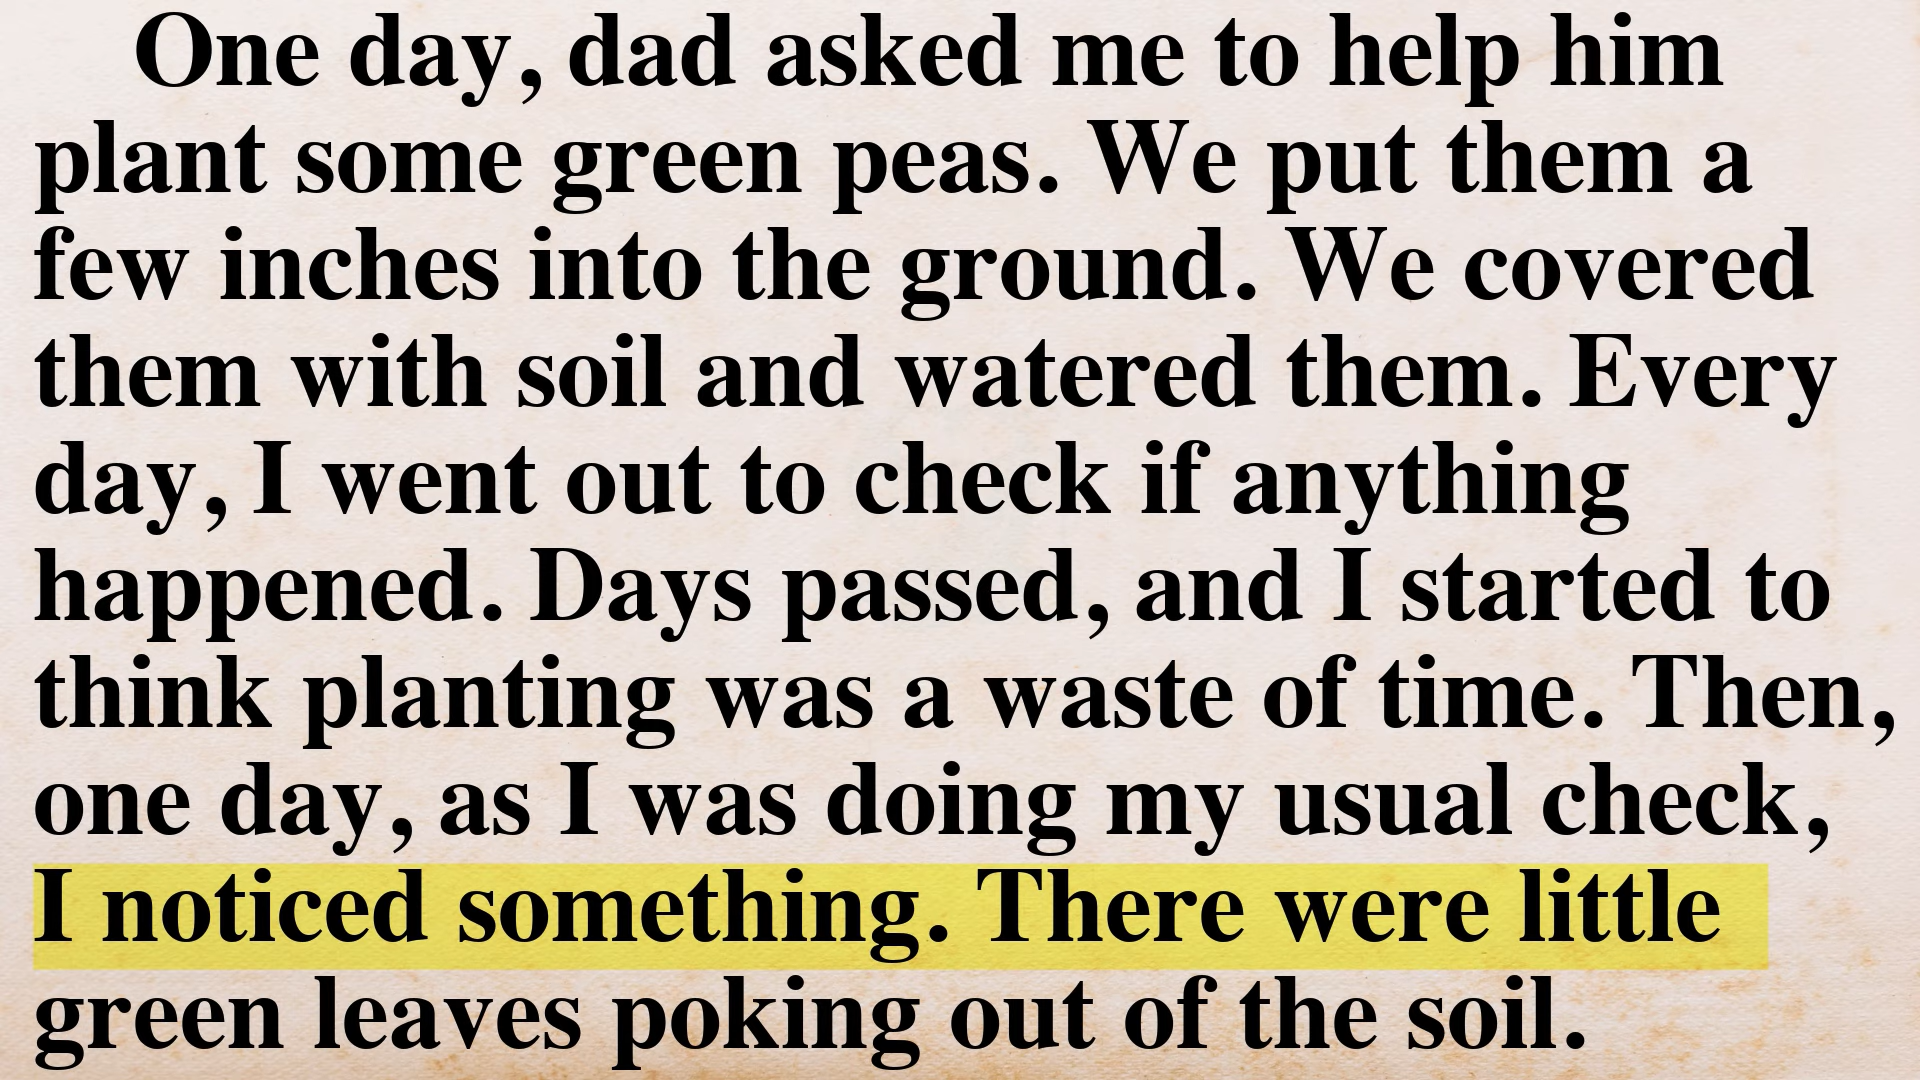 One day, dad asked me to help him
plant some green peas. We put them a
few inches into the ground. We covered
them with soil and watered them. Every
day, I went out to check if anything
happened. Days passed, and I started to
think planting was a waste of time. Then,
one day, as I was doing my usual check,
I noticed something. There were little
green leaves poking out of the soil.